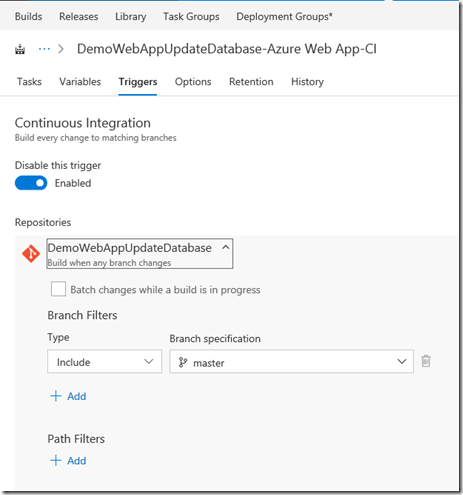 Builds Releases Library Task Groups Deployment Groups*
··· > DemoWebAppUpdateDatabase-Azure Web App-CI
Tasks Variables Triggers Options Retention History
Continuous Integration
Build every change to matching branches
Disable this trigger
Enabled
Repositories
DemoWebAppUpdateDatabase
Build when any branch changes
Batch changes while a build is in progress
Branch Filters
Type Branch specification
Include master
+ Add
Path Filters
+ Add